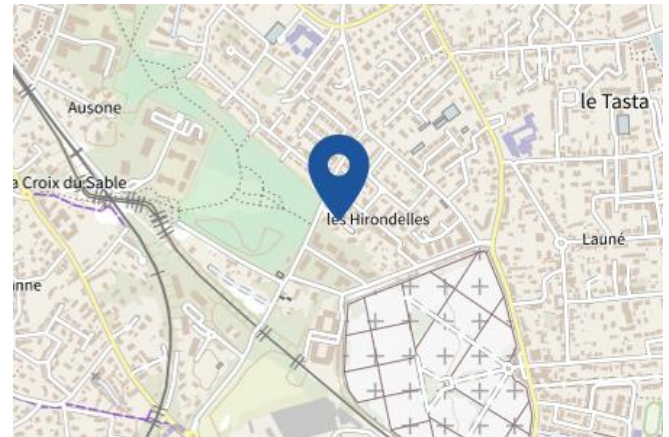 le Tasta
Ausone
a Croix du Sable
les Hirondelles
Launé
nne